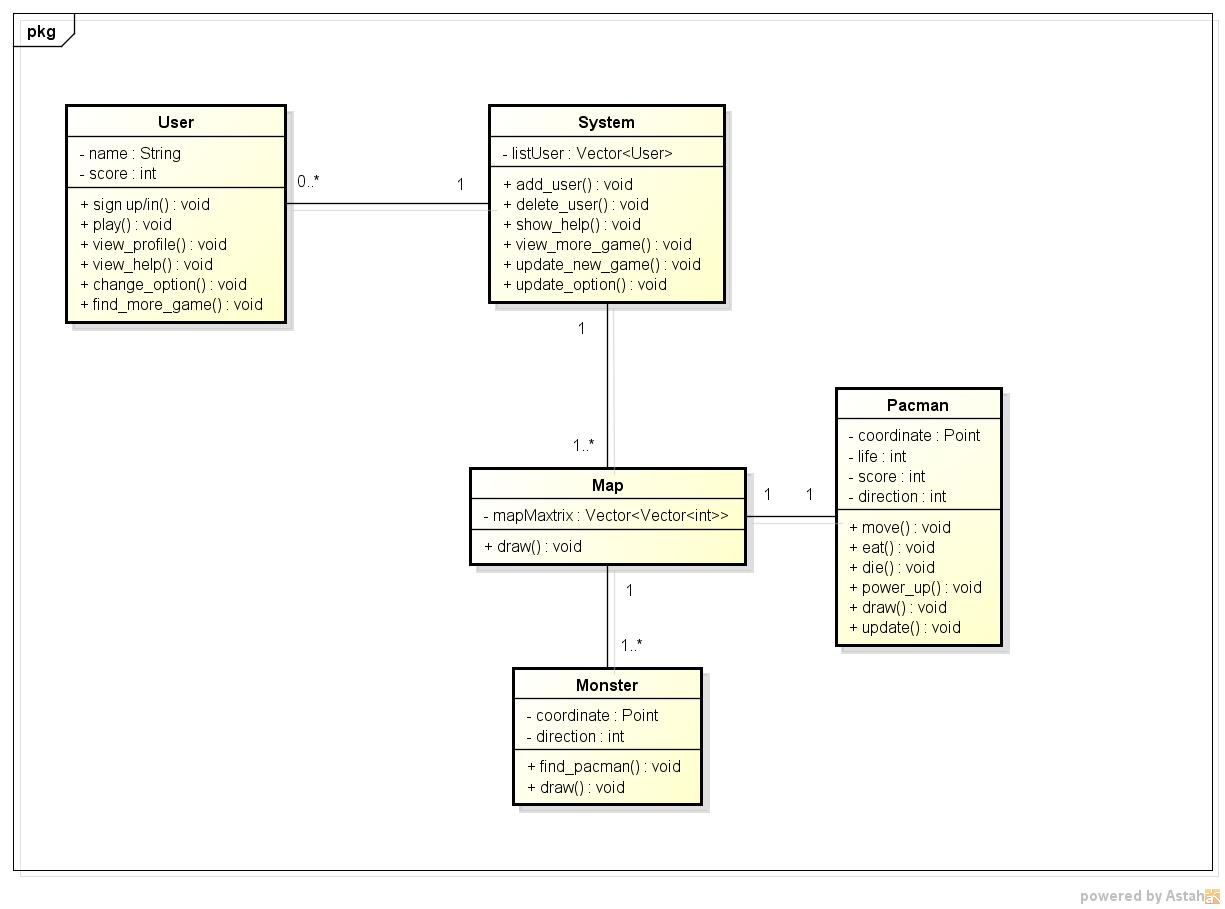 pkg
User
- name : String
- score : int
+ sign up/in() : void
+ play() : void
+ view_profile() : void
+ view_help() : void
+ change_option() : void
+ find_more_game() : void
0..*
1
System
- listUser : Vector<User>
+ add_user() : void
+ delete_user() : void
+ show_help() : void
+ view_more_game() : void
+ update_new_game() : void
+ update_option() : void
1
1..*
Map
- mapMaxtrix : Vector<Vector<int>>
+ draw() : void
1
1
Pacman
- coordinate : Point
- life : int
- score : int
- direction : int
+ move() : void
+ eat() : void
+ die() : void
+ power_up() : void
+ draw() : void
+ update() : void
1
1..*
Monster
- coordinate : Point
- direction : int
+ find_pacman() : void
+ draw() : void
powered by Astah